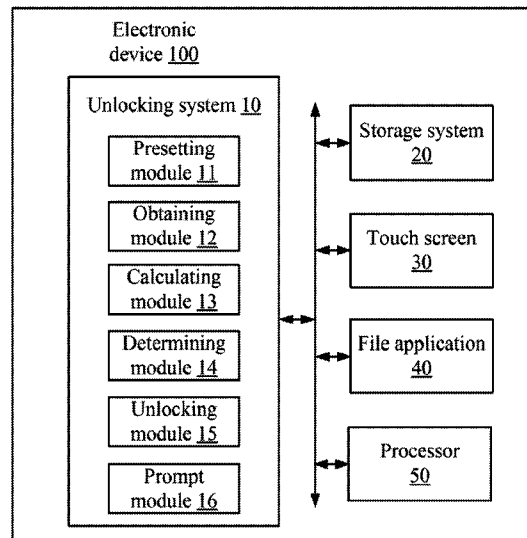 Electronic
device 100
Unlocking system 10
Presetting
module 11
Obtaining
module 12
Calculating
module 13
Determining
module 14
Unlocking
module 15
Prompt
module 16
Storage system
20
Touch screen
30
File application
40
Processor
50